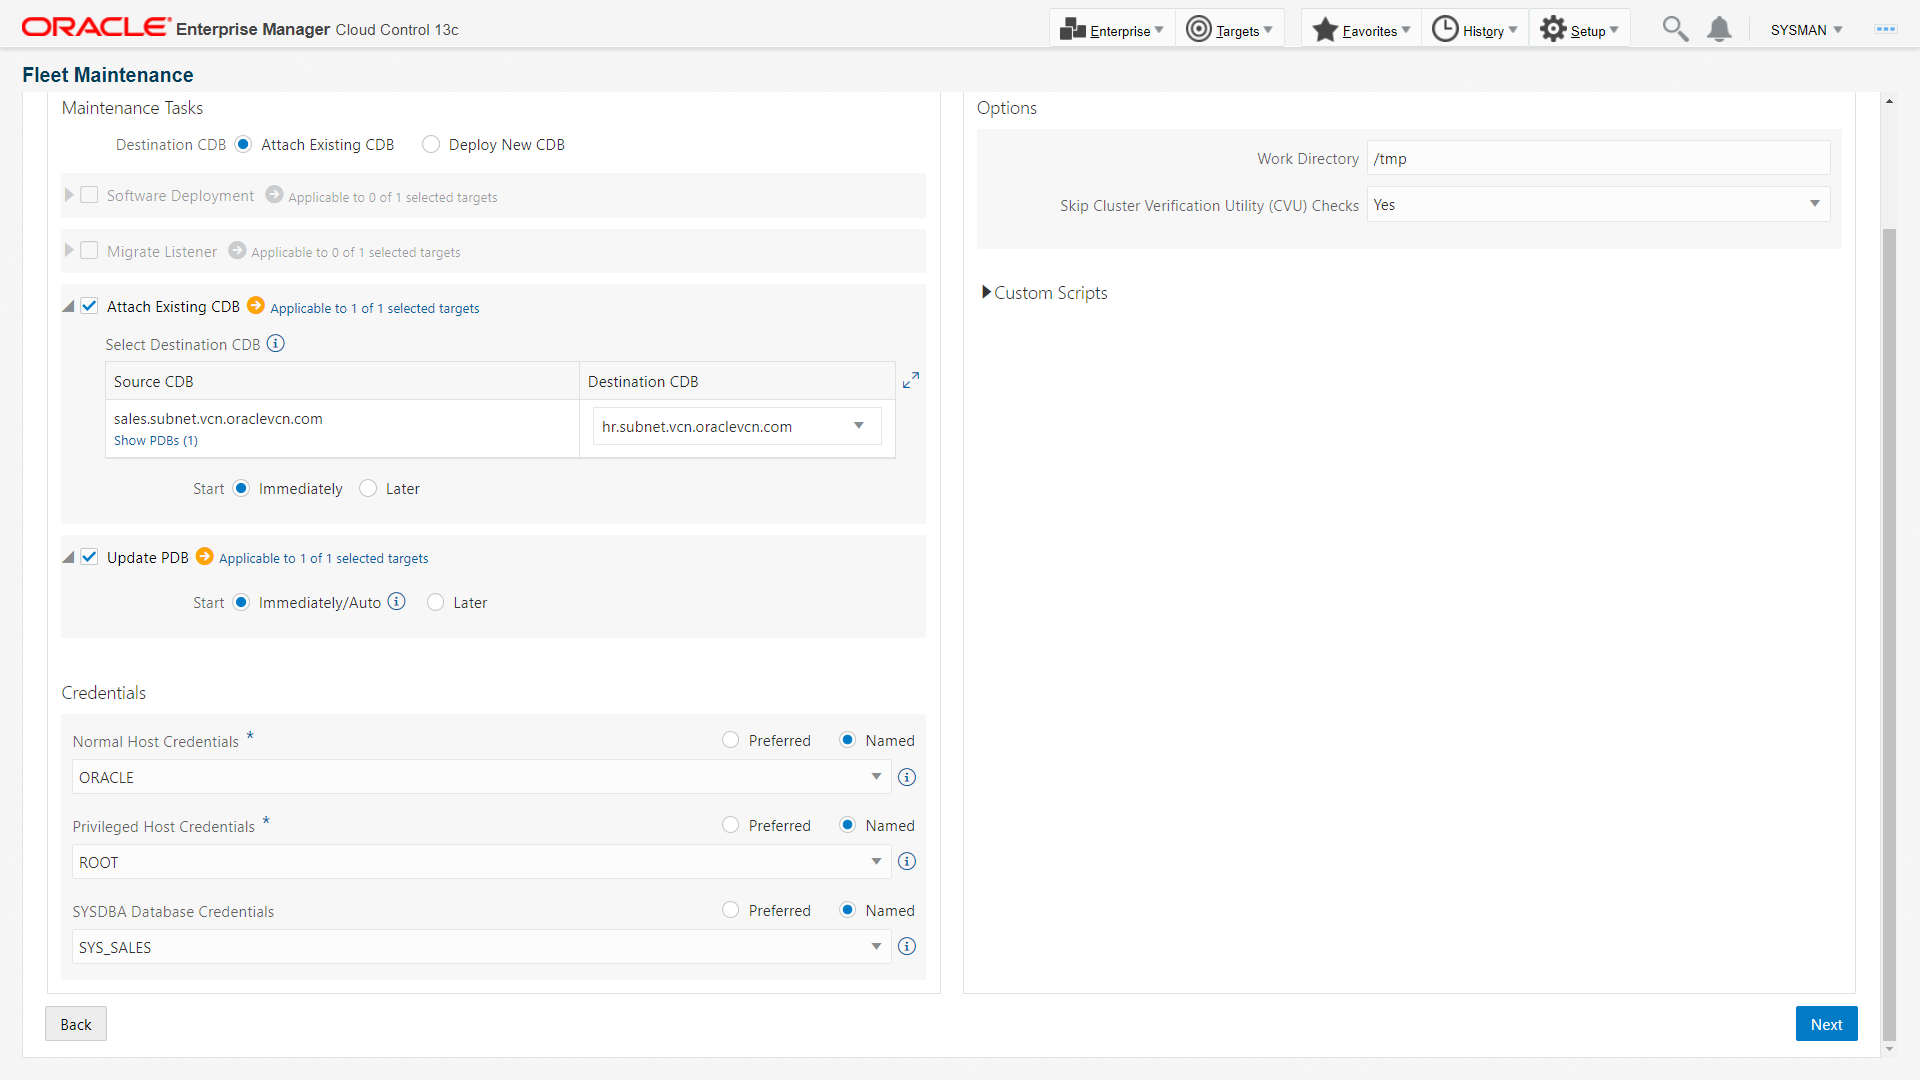 ORACLE Enterprise Manager Cloud Control 13c
Enterprise
Targets
Favorites
History
Setup
SYSMAN
Fleet Maintenance
Maintenance Tasks
Destination CDB Attach Existing CDB Deploy New CDB
Software Deployment Applicable to 0 of 1 selected targets
Migrate Listener Applicable to 0 of 1 selected targets
Attach Existing CDB Applicable to 1 of 1 selected targets
Select Destination CDB
Source CDB Destination CDB
sales.subnet.vcn.oraclevcn.com
Show PDBs (1)
hr.subnet.vcn.oraclevcn.com
Start Immediately Later
Update PDB Applicable to 1 of 1 selected targets
Start Immediately/Auto Later
Credentials
Normal Host Credentials * Preferred Named
ORACLE
Privileged Host Credentials * Preferred Named
ROOT
SYSDBA Database Credentials Preferred Named
SYS_SALES
Options
Work Directory /tmp
Skip Cluster Verification Utility (CVU) Checks Yes
Custom Scripts
Back
Next